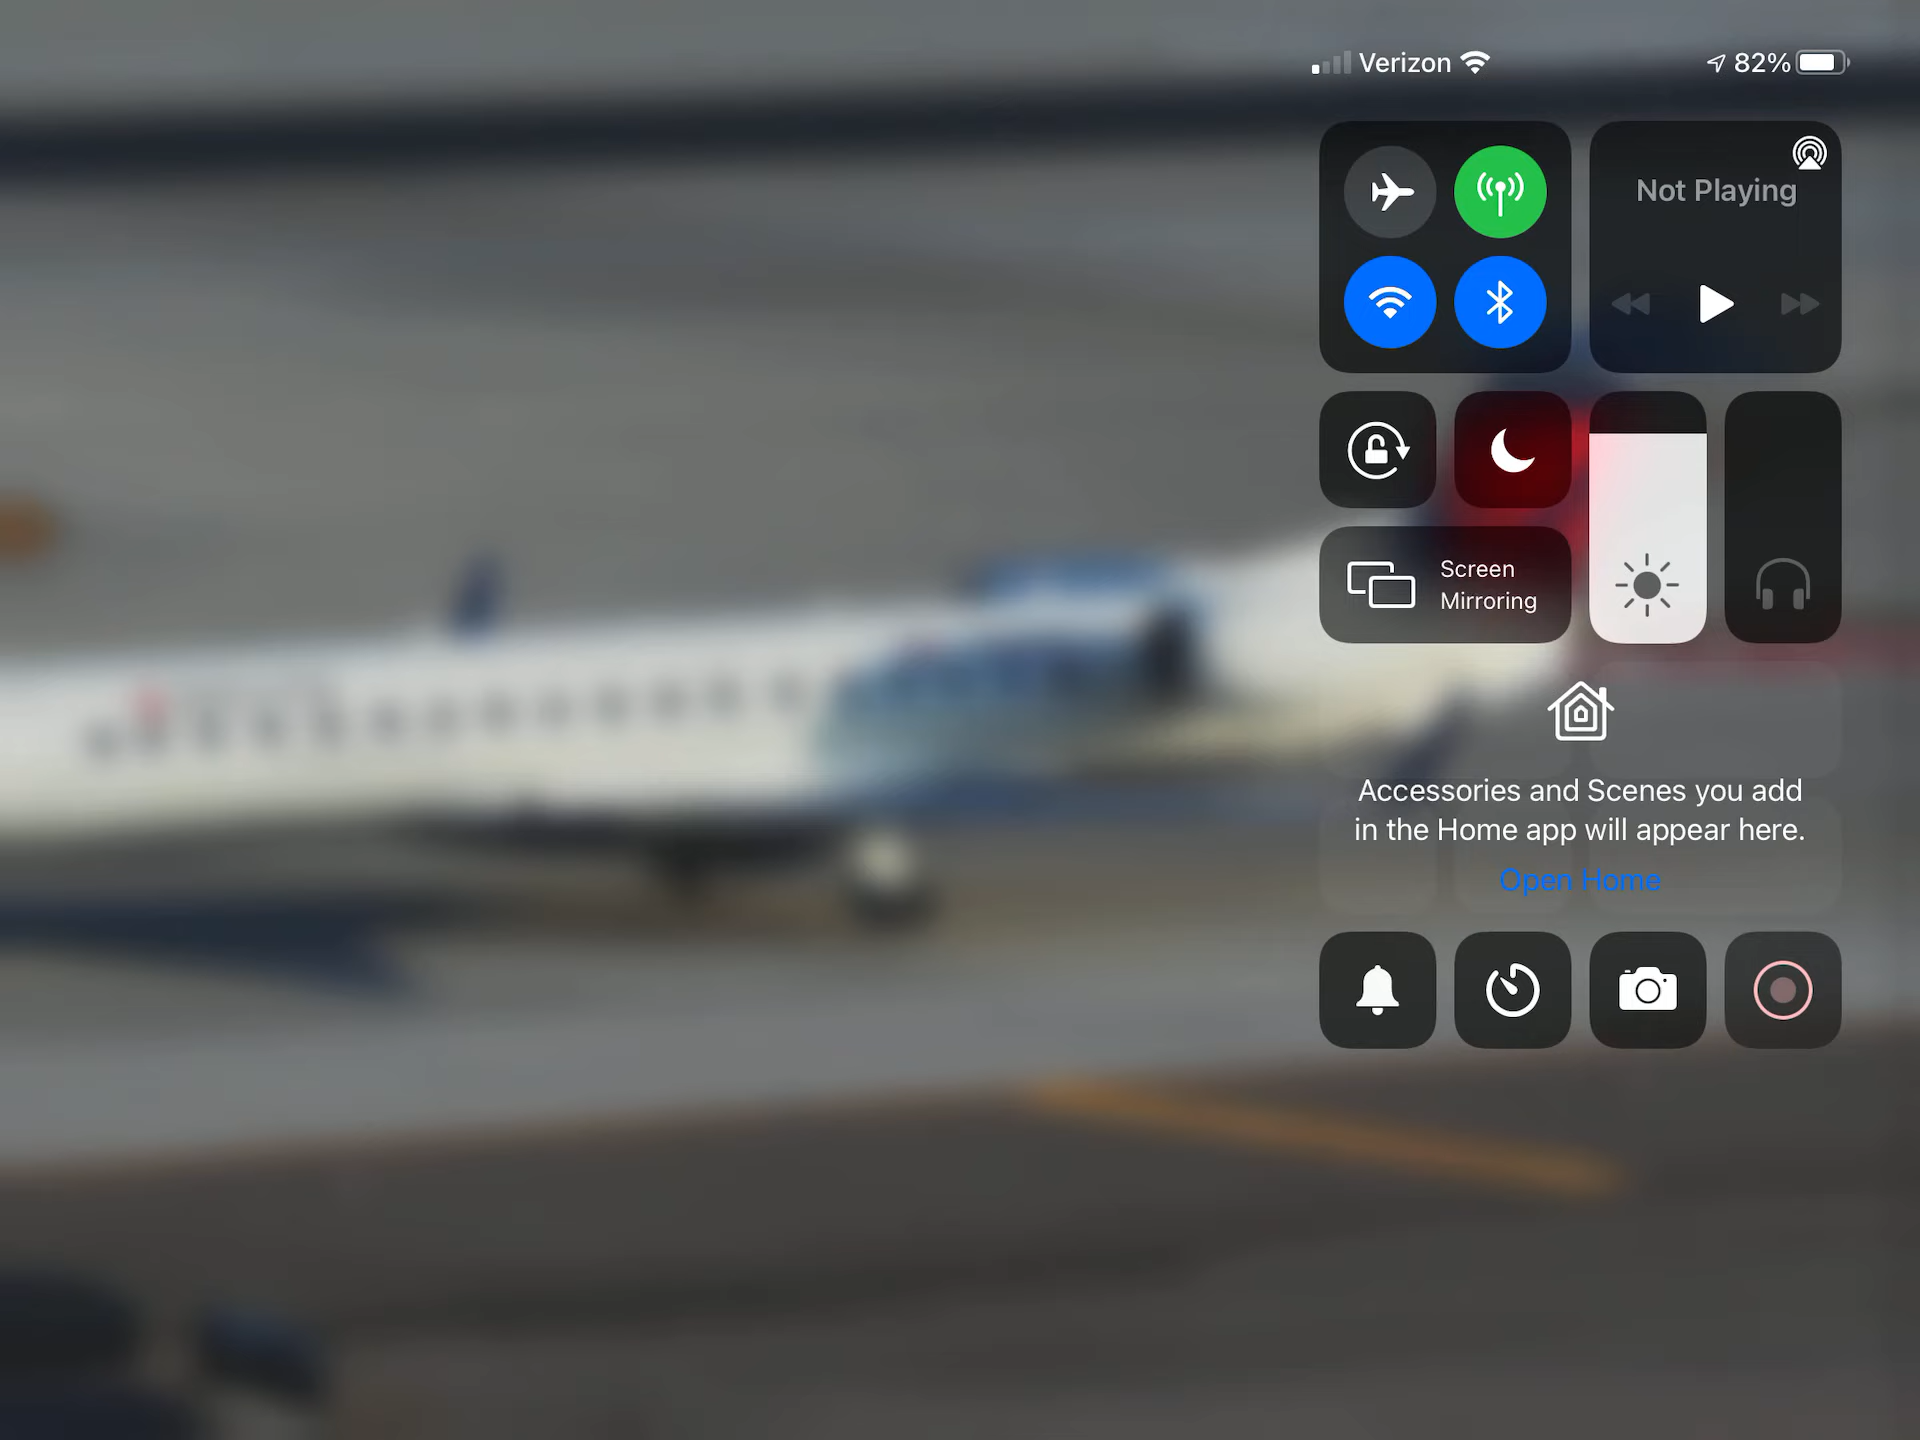 Verizon
82%
Not Playing
Screen
Mirroring
Accessories and Scenes you add
in the Home app will appear here.
Open Home